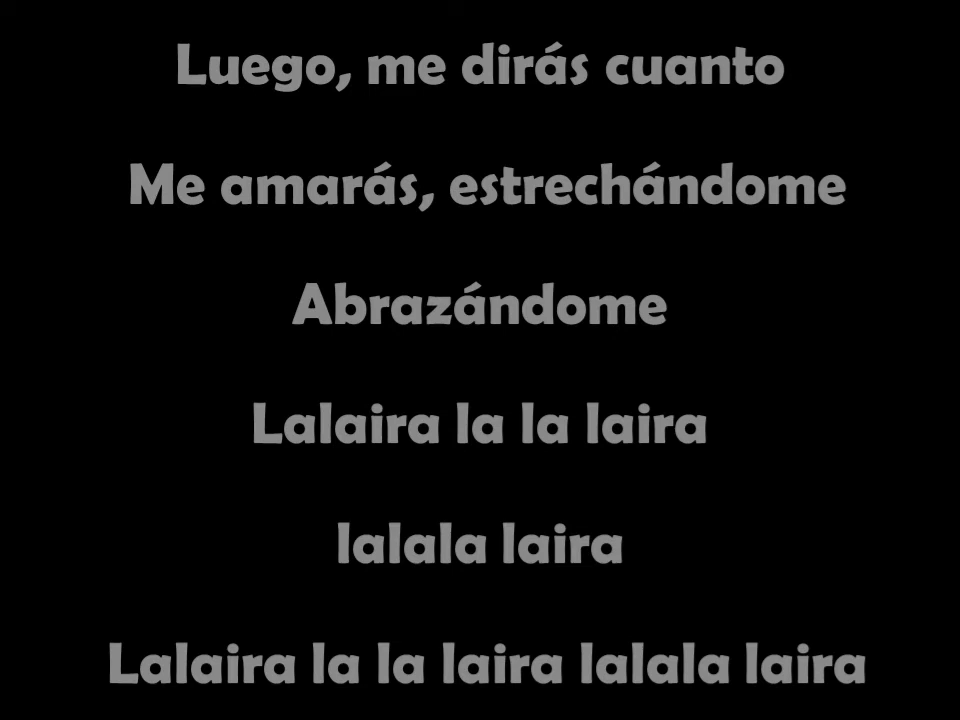 Luego, me dirás cuanto
Me amarás, estrechándome
Abrazándome
Lalaira la la laira
lalala laira
Lalaira la la laira lalala laira